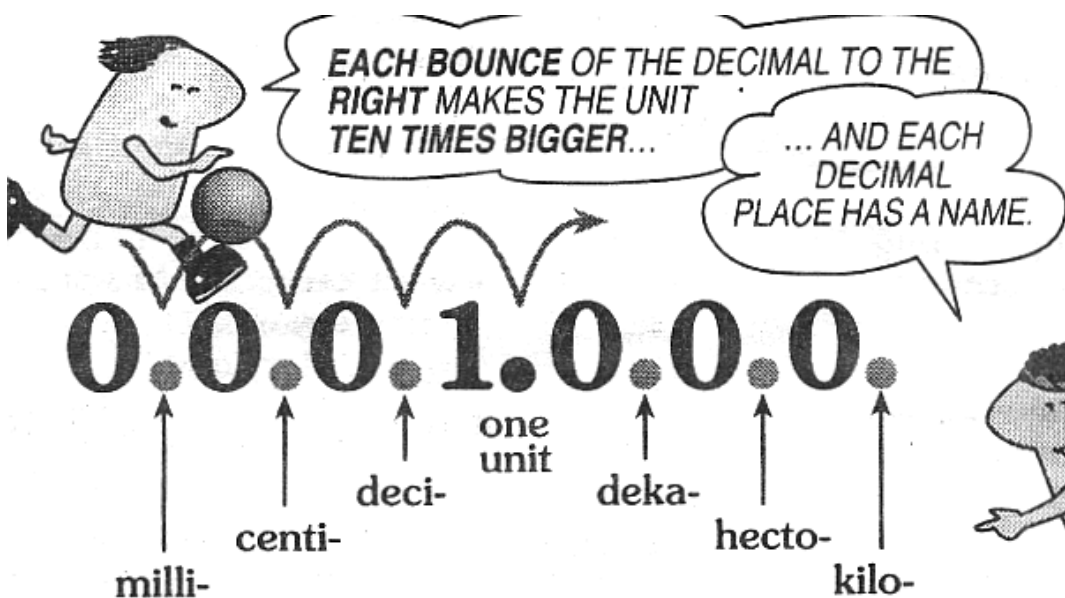 EACH BOUNCE OF THE DECIMAL TO THE
RIGHT MAKES THE UNIT
TEN TIMES BIGGER...
... AND EACH
DECIMAL
PLACE HAS A NAME.
0.0.0.1.0.0.0.
one
unit
deci-
deka-
centi-
hecto-
milli-
kilo-